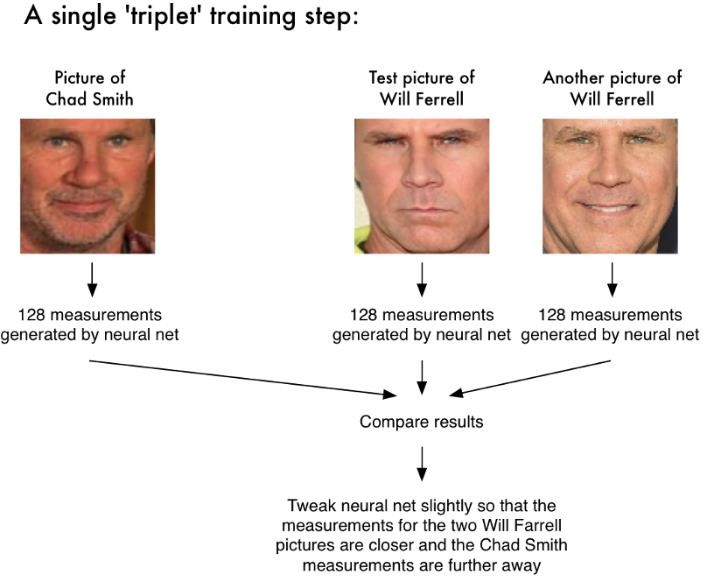 A single 'triplet' training step:
Picture of
Chad Smith
Test picture of
Will Ferrell
Another picture of
Will Ferrell
128 measurements
generated by neural net
128 measurements
generated by neural net
128 measurements
generated by neural net
Compare results
Tweak neural net slightly so that the
measurements for the two Will Farrell
pictures are closer and the Chad Smith
measurements are further away